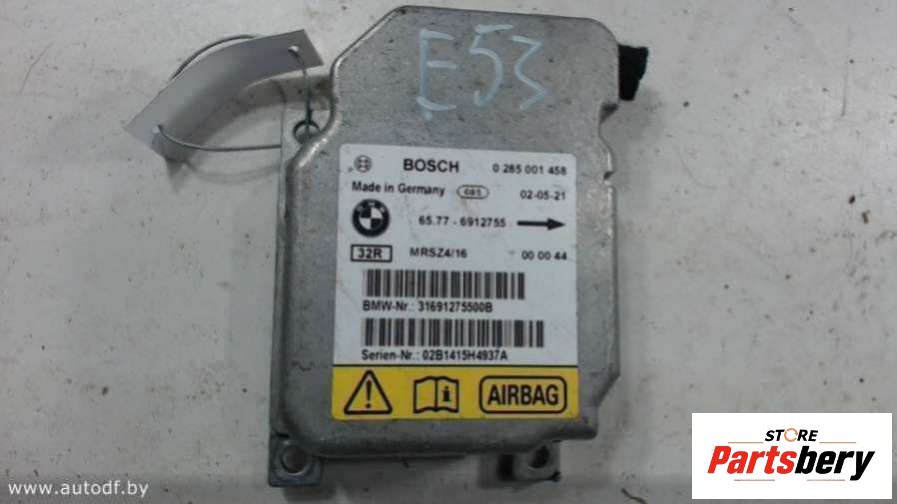 E53
BOSCH 0 285 001 458
Made in Germany 02-05-21
BMW
65.77 - 6912755
32R MRSZ4/16 00 00 44
BMW-Nr.: 31691275500B
Serien-Nr.: 02B1415H4937A
AIRBAG
STORE
Partsbery
www.autodf.by